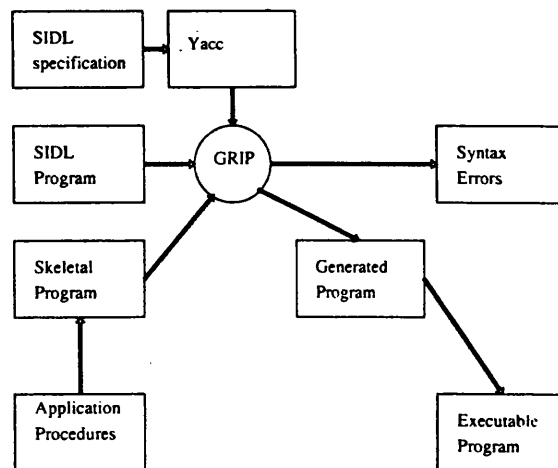 SIDL
specification
Yacc
SIDL
Program
GRIP
Syntax
Errors
Skeletal
Program
Generated
Program
Application
Procedures
Executable
Program